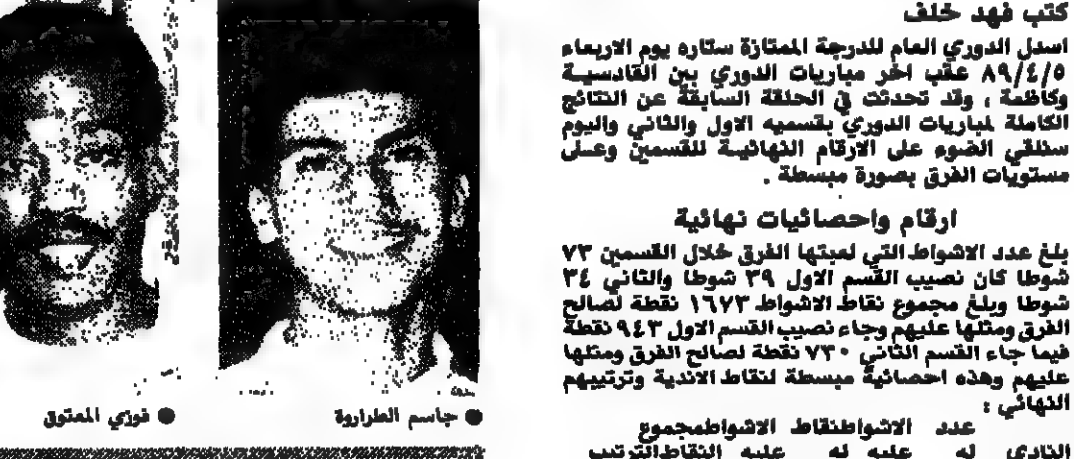 كتب فهد خلف
اسدل الدوري العام للدرجة الممتازة ستاره يوم الاربعاء
٨٩/٤/٥ عقب اخر مباريات الدوري بين القادسية
وكاظمة ، وقد تحدثت في الحلقة السابقة عن النتائج
الكاملة لمباريات الدوري بقسميه الاول والثاني واليوم
سنلقي الضوء على الارقام النهائية للقسمين وعلى
مستويات الفرق بصورة مبسطة .
ارقام واحصائيات نهائية
بلغ عدد الاشواط التي لعبتها الفرق خلال القسمين ٧٣
شوطا كان نصيب القسم الاول ٣٩ شوطا والثاني ٣٤
شوطا وبلغ مجموع نقاط الاشواط ١٦٧٣ نقطة لصالح
الفرق ومثلها عليهم وجاء نصيب القسم الاول ٩٤٣ نقطة
فيما جاء القسم الثاني ٧٣٠ نقطة لصالح الفرق ومثلها
عليهم وهذه احصائية مبسطة لنقاط الاندية وترتيبهم
النهائي :
عدد الاشواط نقاط الاشواط مجموع
النادي له عليه له عليه النقاط الترتيب
● جاسم الطراروة
● فوزي المعتوق